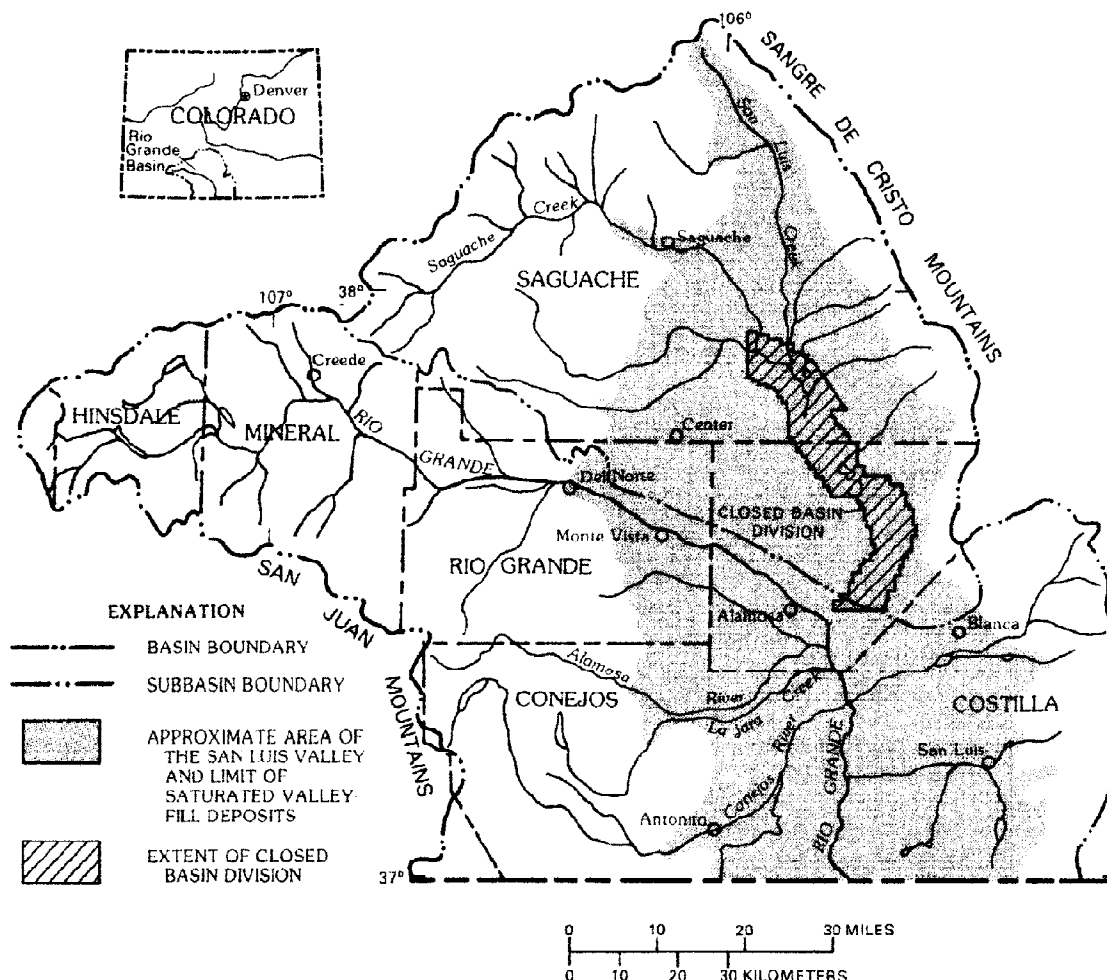 106°
SANGRE DE CRISTO MOUNTAINS
Denver
COLORADO
Rio
Grande
Basin
San Luis Creek
Saguache Creek
Saguache
SAGUACHE
107°
38°
Creede
HINSDALE
MINERAL
RIO GRANDE
Center
Del Norte
CLOSED BASIN
DIVISION
Monte Vista
RIO GRANDE
SAN JUAN MOUNTAINS
Alamosa
Blanca
Alamosa River
La Jara Creek
CONEJOS
COSTILLA
Conejos River
San Luis
Antonito
RIO GRANDE
37°
EXPLANATION
BASIN BOUNDARY
SUBBASIN BOUNDARY
APPROXIMATE AREA OF
THE SAN LUIS VALLEY
AND LIMIT OF
SATURATED VALLEY-
FILL DEPOSITS
EXTENT OF CLOSED
BASIN DIVISION
0 10 20 30 MILES
0 10 20 30 KILOMETERS